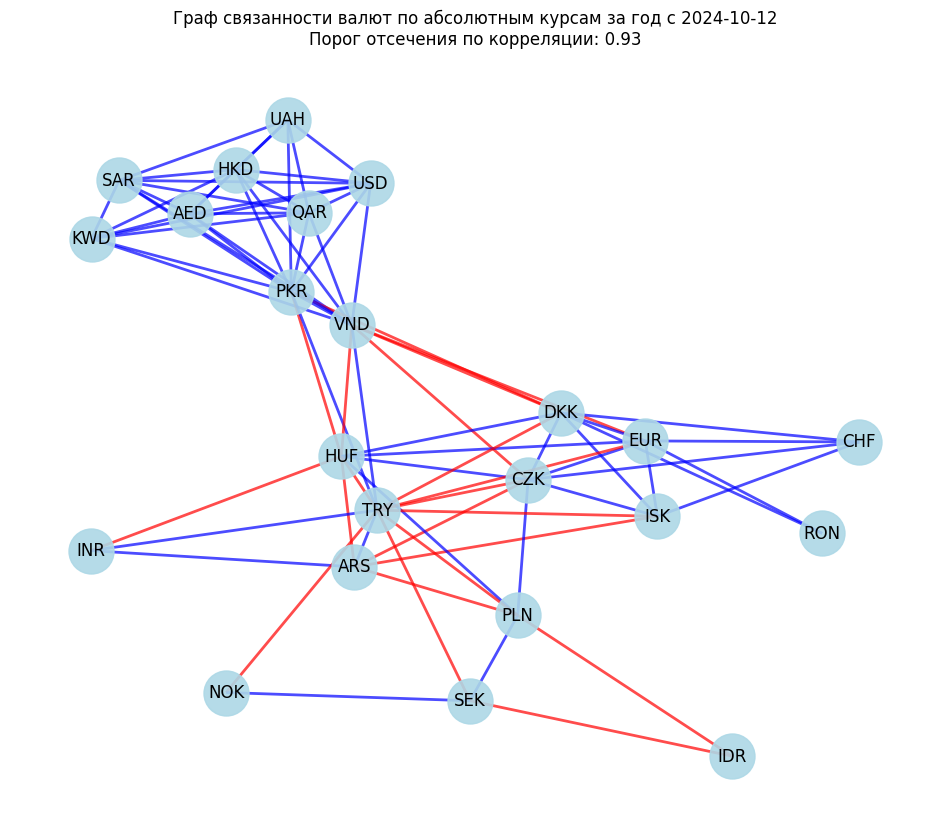 Граф связанности валют по абсолютным курсам за год с 2024-10-12
Порог отсечения по корреляции: 0.93
UAH
HKD
SAR
USD
AED
QAR
KWD
PKR
VND
DKK
EUR
CHF
HUF
CZK
TRY
ISK
RON
INR
ARS
PLN
NOK
SEK
IDR